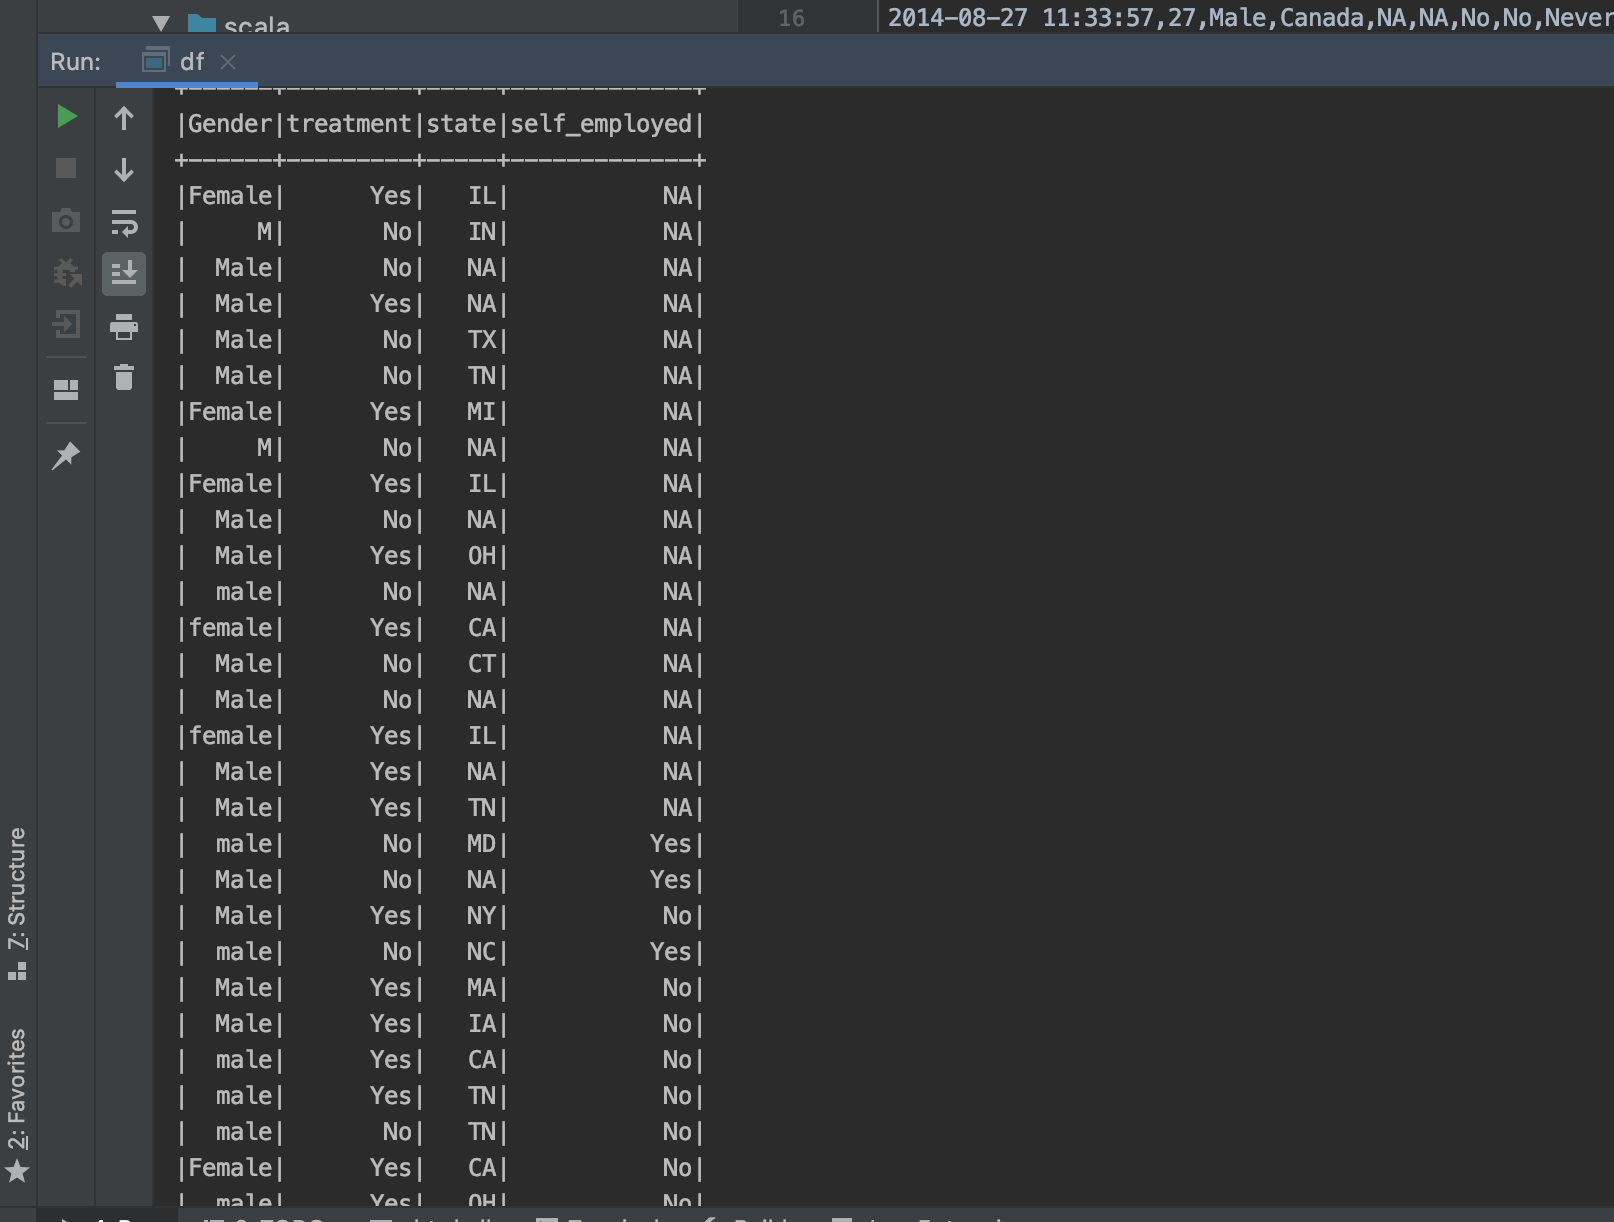 scala
16 2014-08-27 11:33:57,27,Male,Canada,NA,NA,No,No,Never
Run: df
+------+---------+-----+-------------+
|Gender|treatment|state|self_employed|
+------+---------+-----+-------------+
|Female|      Yes|   IL|           NA|
|     M|       No|   IN|           NA|
|  Male|       No|   NA|           NA|
|  Male|      Yes|   NA|           NA|
|  Male|       No|   TX|           NA|
|  Male|       No|   TN|           NA|
|Female|      Yes|   MI|           NA|
|     M|       No|   NA|           NA|
|Female|      Yes|   IL|           NA|
|  Male|       No|   NA|           NA|
|  Male|      Yes|   OH|           NA|
|  male|       No|   NA|           NA|
|female|      Yes|   CA|           NA|
|  Male|       No|   CT|           NA|
|  Male|       No|   NA|           NA|
|female|      Yes|   IL|           NA|
|  Male|      Yes|   NA|           NA|
|  Male|      Yes|   TN|           NA|
|  male|       No|   MD|          Yes|
|  Male|       No|   NA|          Yes|
|  Male|      Yes|   NY|           No|
|  male|       No|   NC|          Yes|
|  Male|      Yes|   MA|           No|
|  Male|      Yes|   IA|           No|
|  male|      Yes|   CA|           No|
|  male|      Yes|   TN|           No|
|  male|       No|   TN|           No|
|Female|      Yes|   CA|           No|
|  male|      Yes|   OH|           No|
7: Structure
2: Favorites